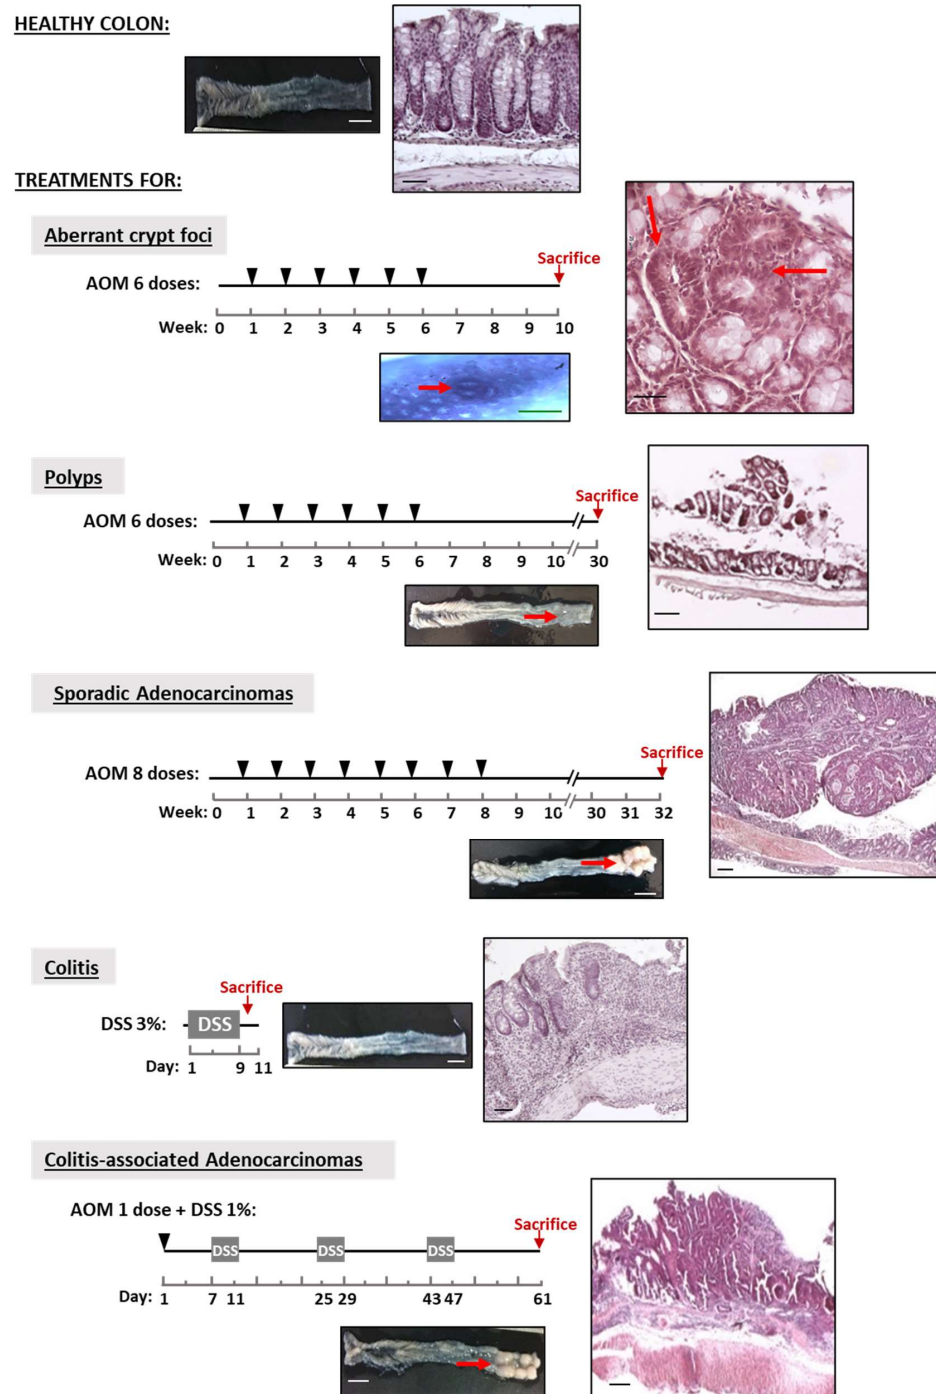 HEALTHY COLON:
TREATMENTS FOR:
Aberrant crypt foci
Sacrifice
AOM 6 doses:
Week: 0 1 2 3 4 5 6 7 8 9 10
Polyps
Sacrifice
AOM 6 doses:
Week: 0 1 2 3 4 5 6 7 8 9 10 30
Sporadic Adenocarcinomas
Sacrifice
AOM 8 doses:
Week: 0 1 2 3 4 5 6 7 8 9 10 30 31 32
Colitis
Sacrifice
DSS 3%: DSS
Day: 1 9 11
Colitis-associated Adenocarcinomas
AOM 1 dose + DSS 1%: Sacrifice
DSS DSS DSS
Day: 1 7 11 25 29 43 47 61